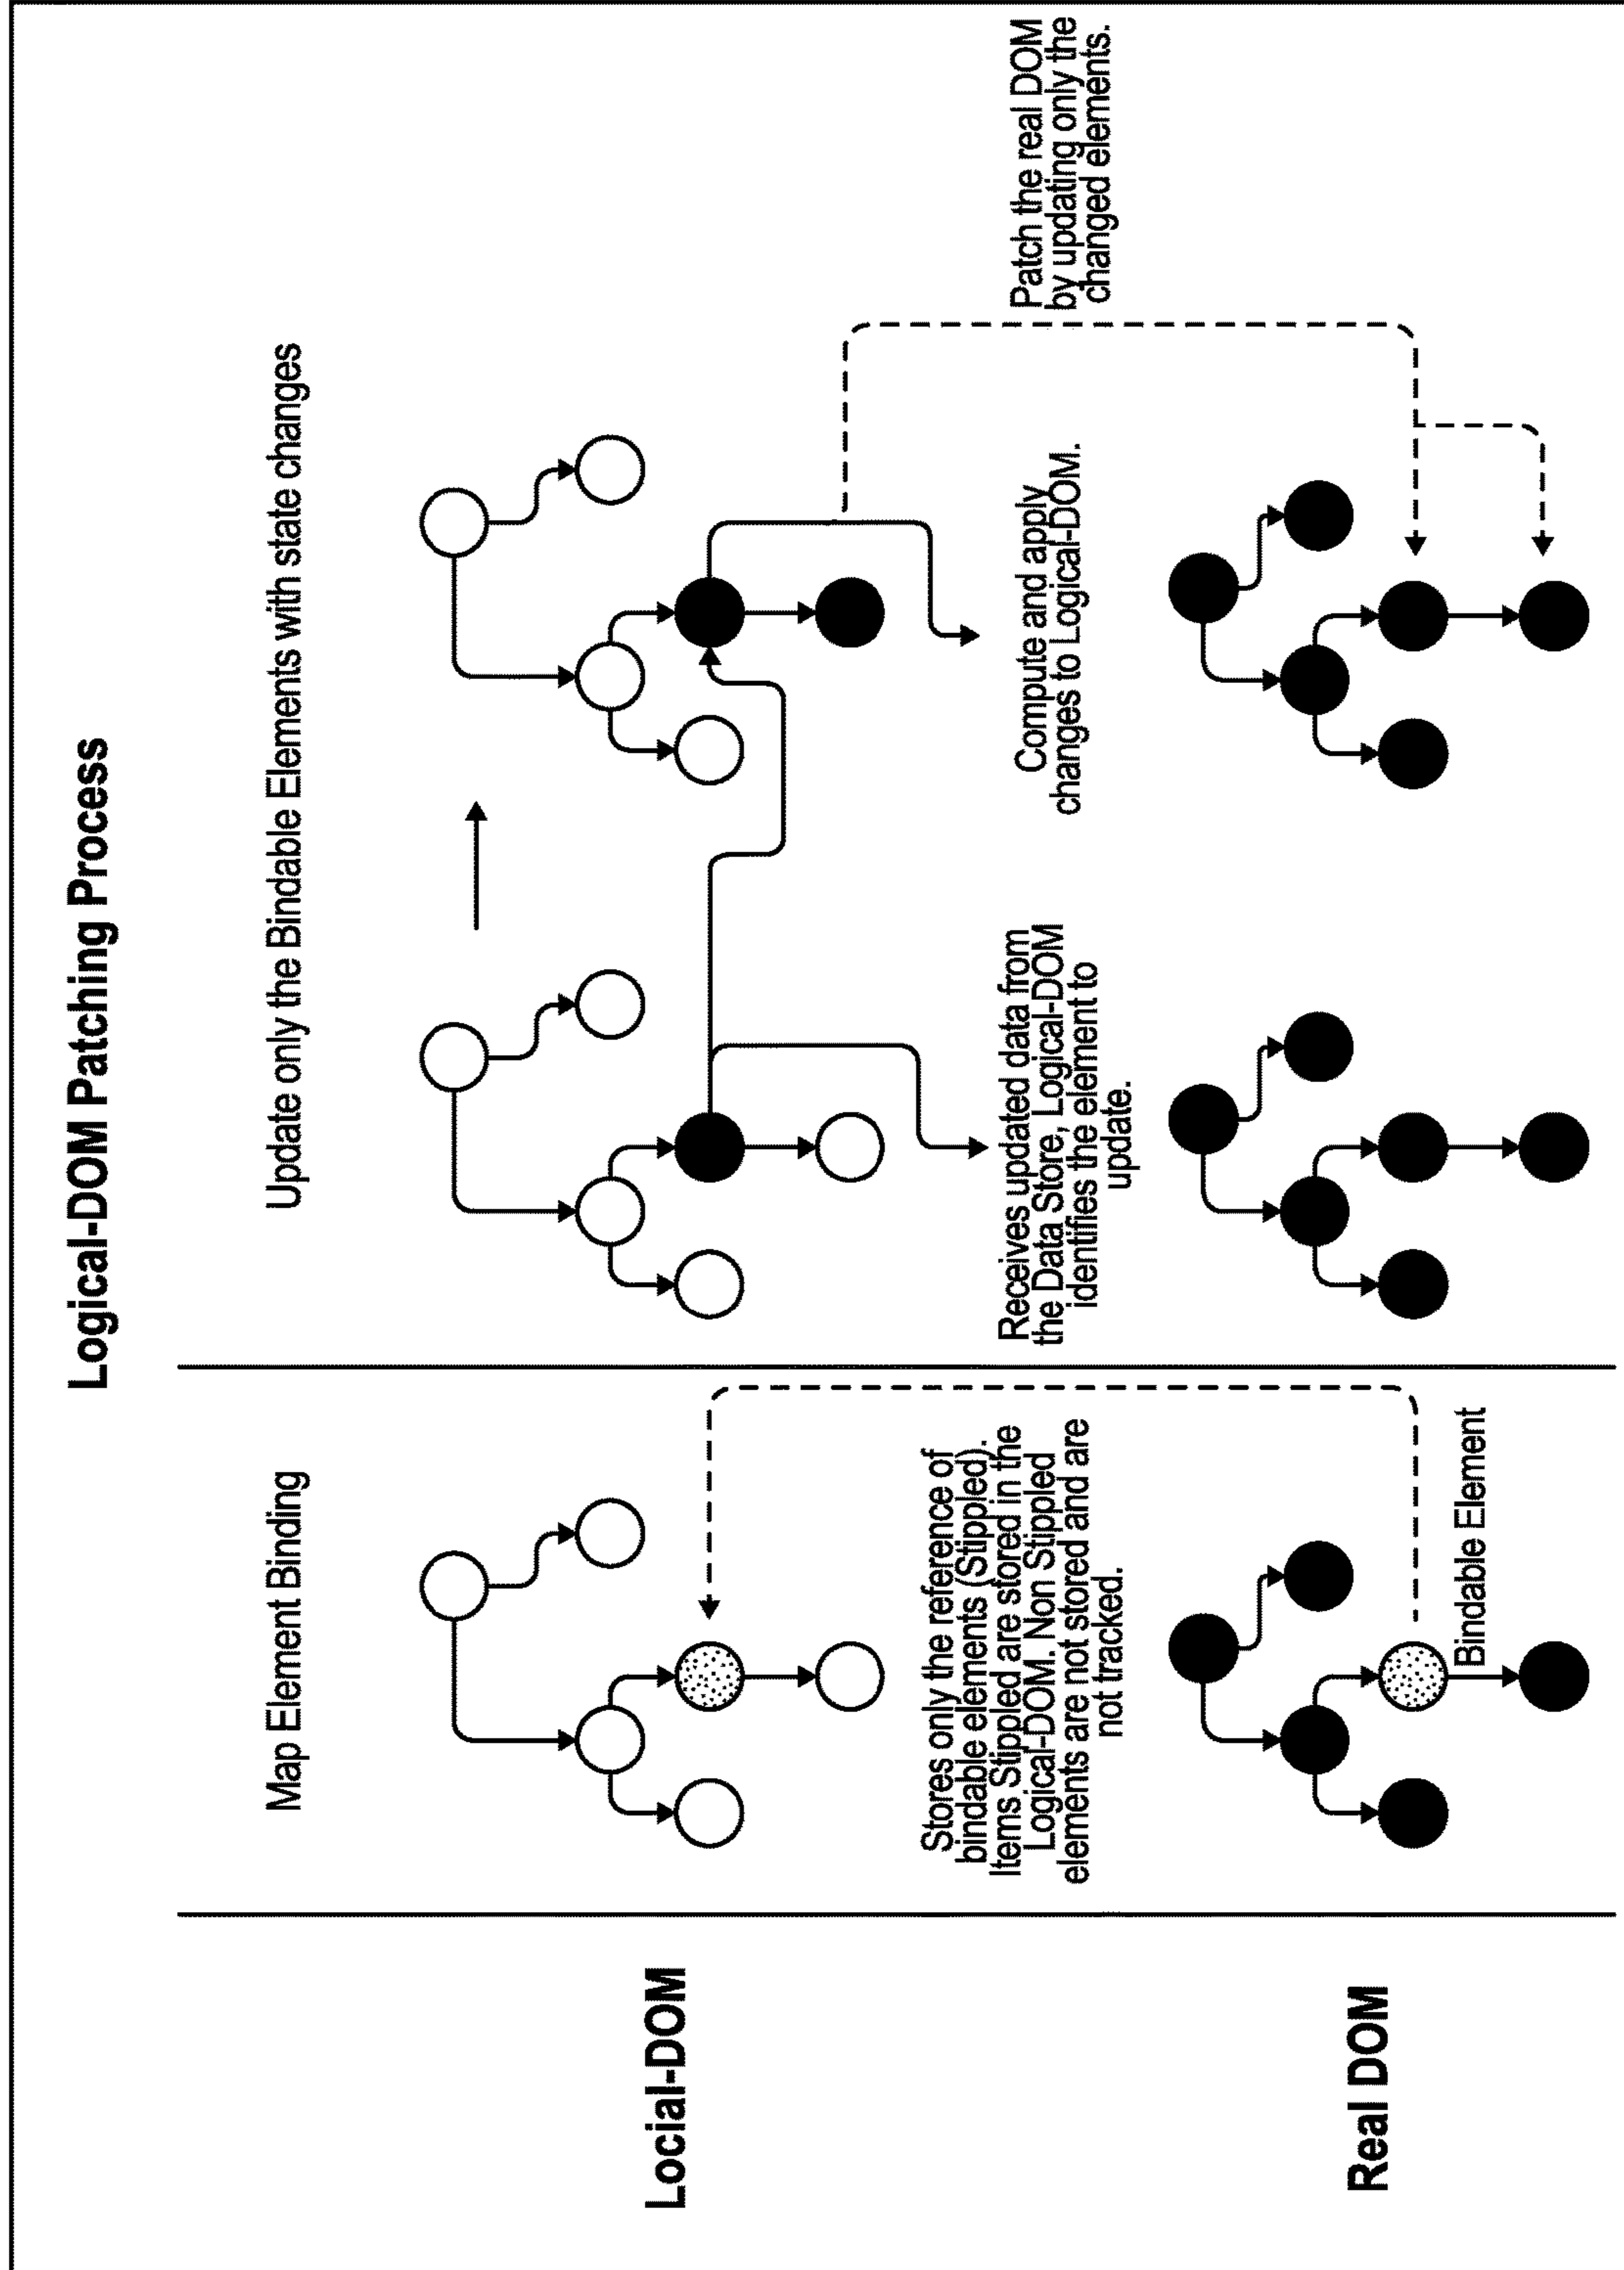 Logical-DOM Patching Process
Map Element Binding
Update only the Bindable Elements with state changes
Locial-DOM
Stores only the reference of
bindable elements (Stippled).
Items Stippled are stored in the
Logical-DOM. Non Stippled
elements are not stored and are
not tracked.
Receives updated data from
the Data Store, Logical-DOM
identifies the element to
update.
Compute and apply
changes to Logical-DOM.
Patch the real DOM
by updating only the
changed elements.
Real DOM
Bindable Element